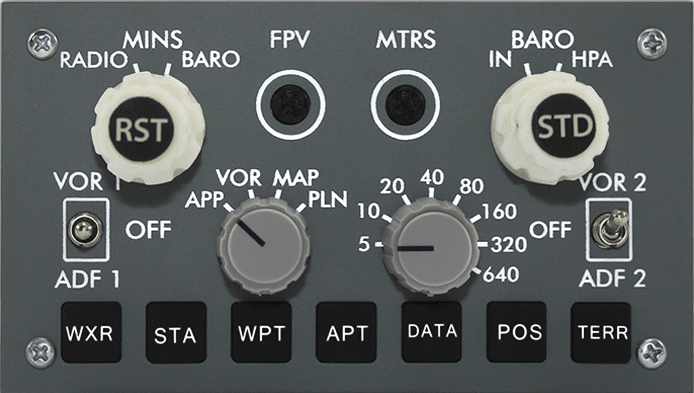 MINS
FPV
MTRS
BARO
RADIO
BARO
IN
HPA
RST
STD
VOR 1
OFF
ADF 1
APP
VOR
MAP
PLN
5
10
20
40
80
160
320
640
VOR 2
OFF
ADF 2
WXR
STA
WPT
APT
DATA
POS
TERR